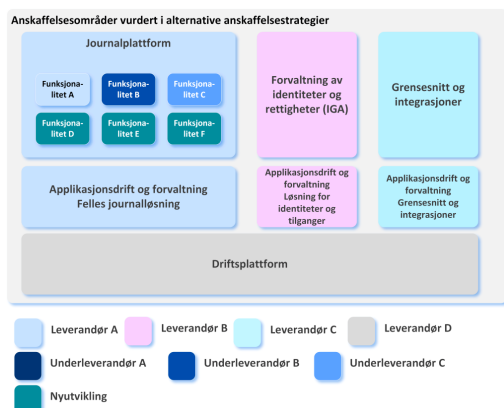 Anskaffelsesområder vurdert i alternative anskaffelsestrategier
Journalplattform
Funksjona-
litet A
Funksjona-
litet B
Funksjona-
litet C
Funksjona-
litet D
Funksjona-
litet E
Funksjona-
litet F
Forvaltning av
identiteter og
rettigheter (IGA)
Grensesnitt og
integrasjoner
Applikasjonsdrift og forvaltning
Felles journalløsning
Applikasjonsdrift og
forvaltning
Løsning for
identiteter og
tilganger
Applikasjonsdrift og
forvaltning
Grensesnitt og
integrasjoner
Driftsplattform
Leverandør A
Leverandør B
Leverandør C
Leverandør D
Underleverandør A
Underleverandør B
Underleverandør C
Nyutvikling